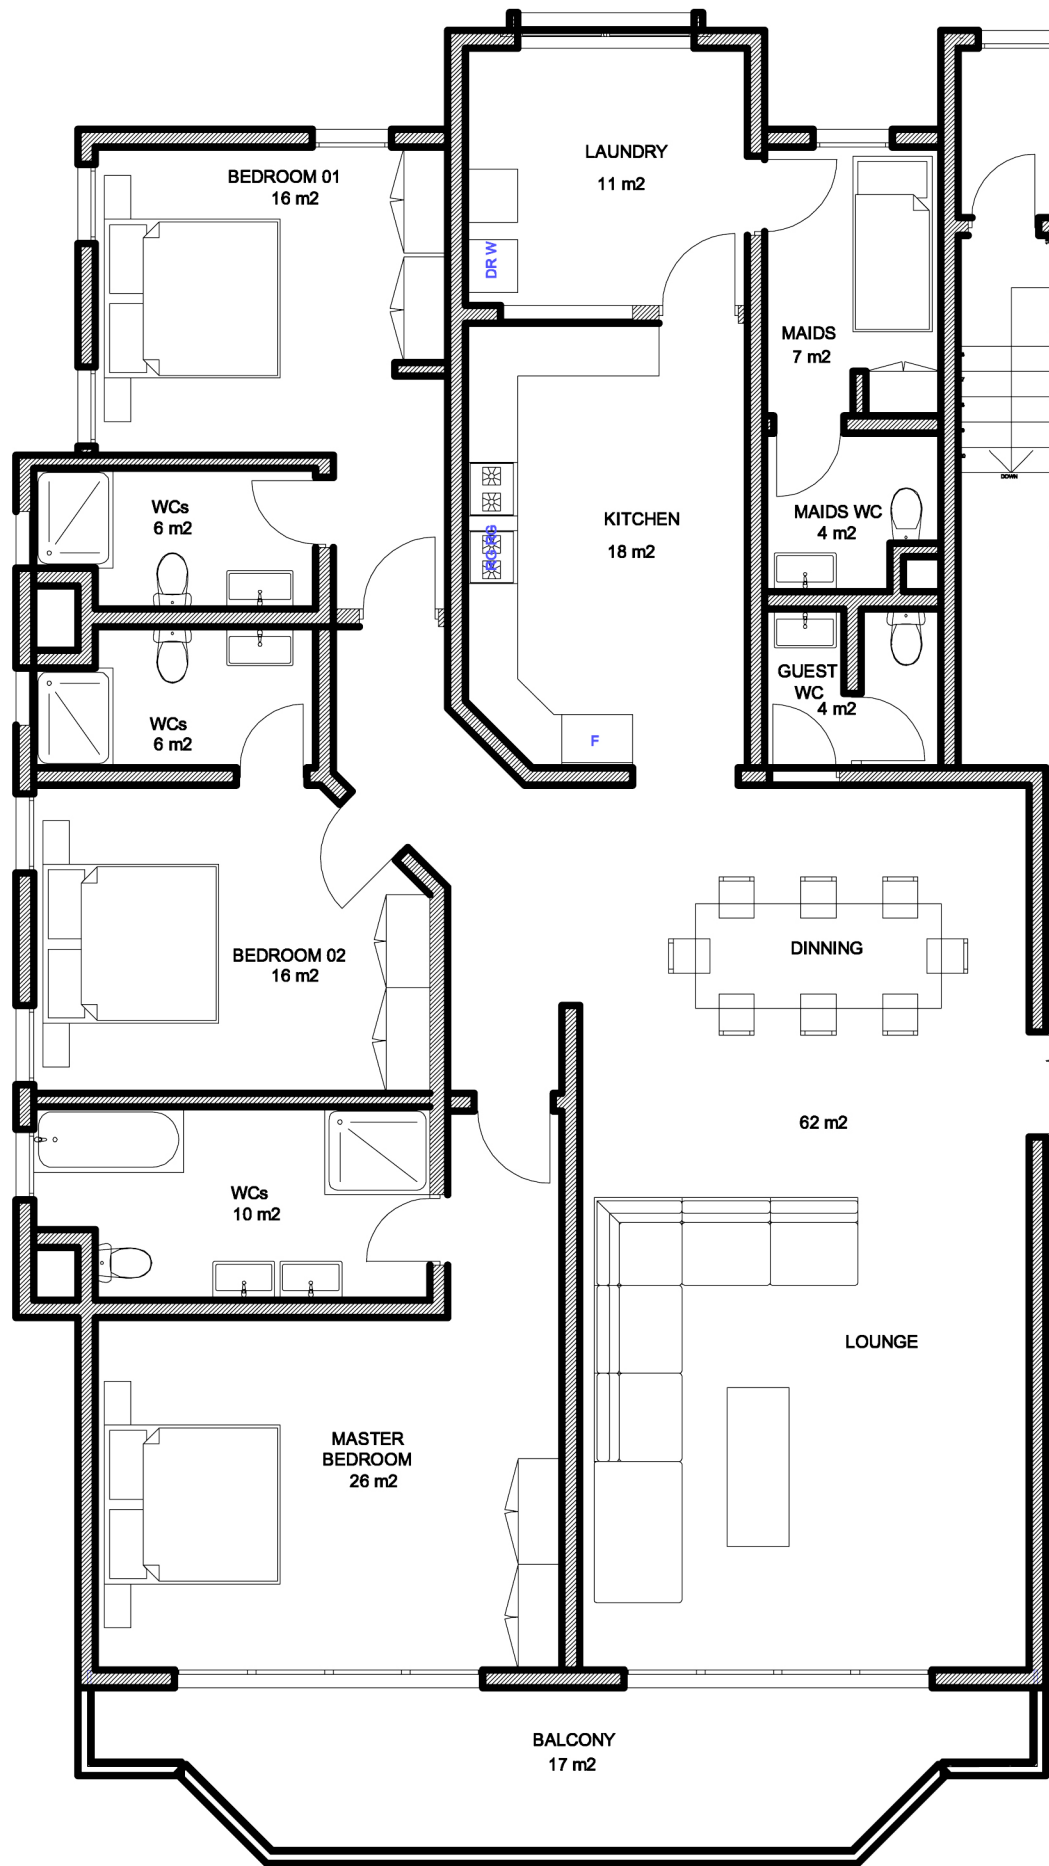 LAUNDRY
11 m2
BEDROOM 01
16 m2
DR W
MAIDS
7 m2
DOWN
WCs
6 m2
KITCHEN
18 m2
MAIDS WC
4 m2
GUEST
WC
4 m2
WCs
6 m2
F
BEDROOM 02
16 m2
DINNING
62 m2
WCs
10 m2
LOUNGE
MASTER
BEDROOM
26 m2
BALCONY
17 m2